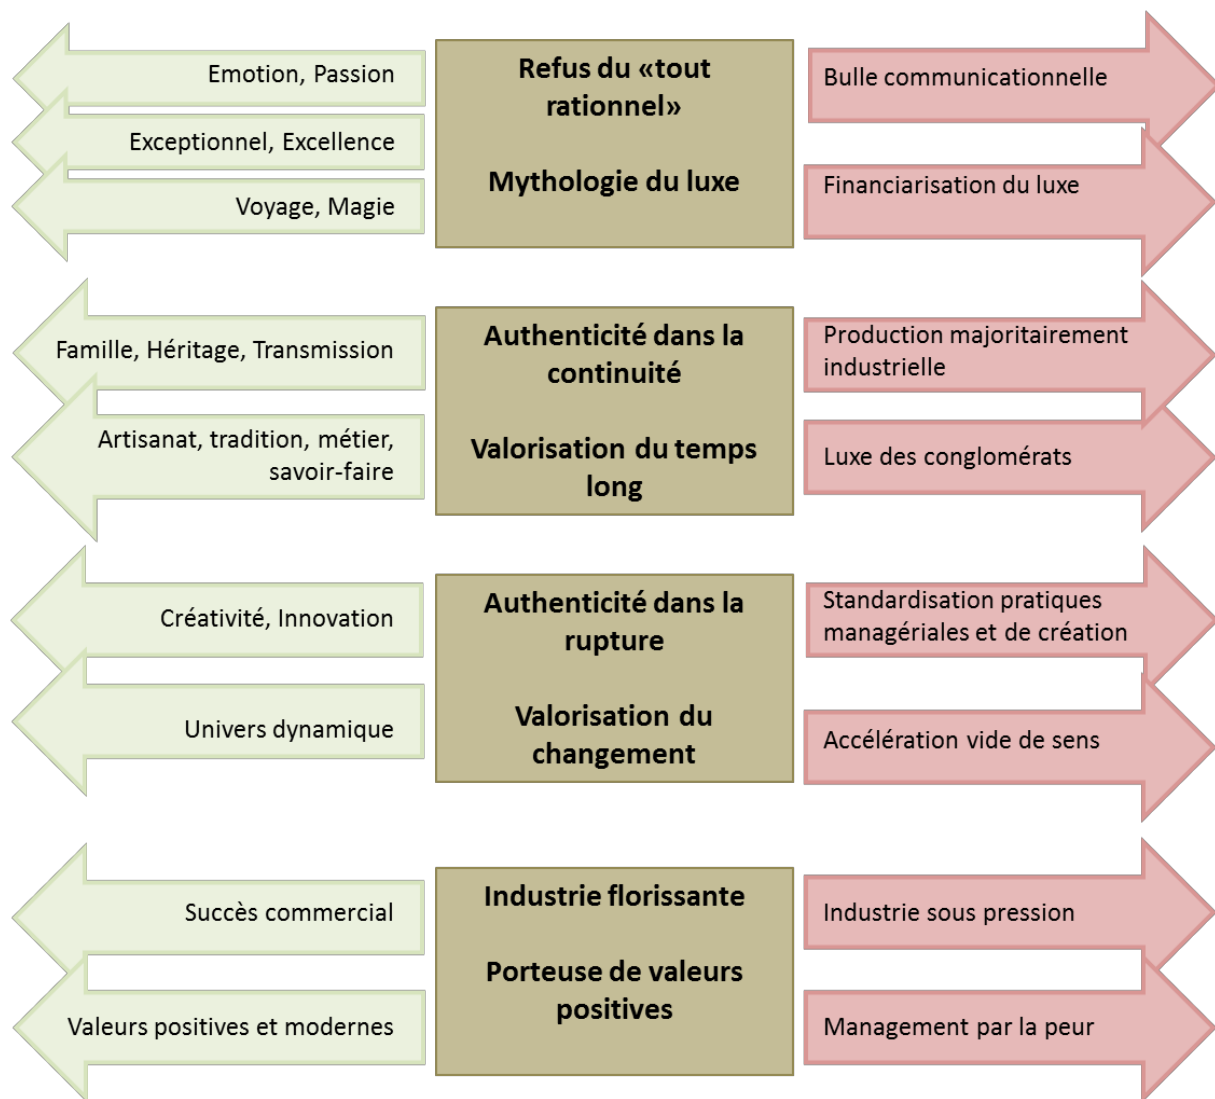 Emotion, Passion
Exceptionnel, Excellence
Voyage, Magie
Refus du «tout
rationnel»
Mythologie du luxe
Bulle communicationnelle
Financiarisation du luxe
Famille, Héritage, Transmission
Artisanat, tradition, métier,
savoir-faire
Authenticité dans la
continuité
Valorisation du temps
long
Production majoritairement
industrielle
Luxe des conglomérats
Créativité, Innovation
Univers dynamique
Authenticité dans la
rupture
Valorisation du
changement
Standardisation pratiques
managériales et de création
Accélération vide de sens
Succès commercial
Valeurs positives et modernes
Industrie florissante
Porteuse de valeurs
positives
Industrie sous pression
Management par la peur